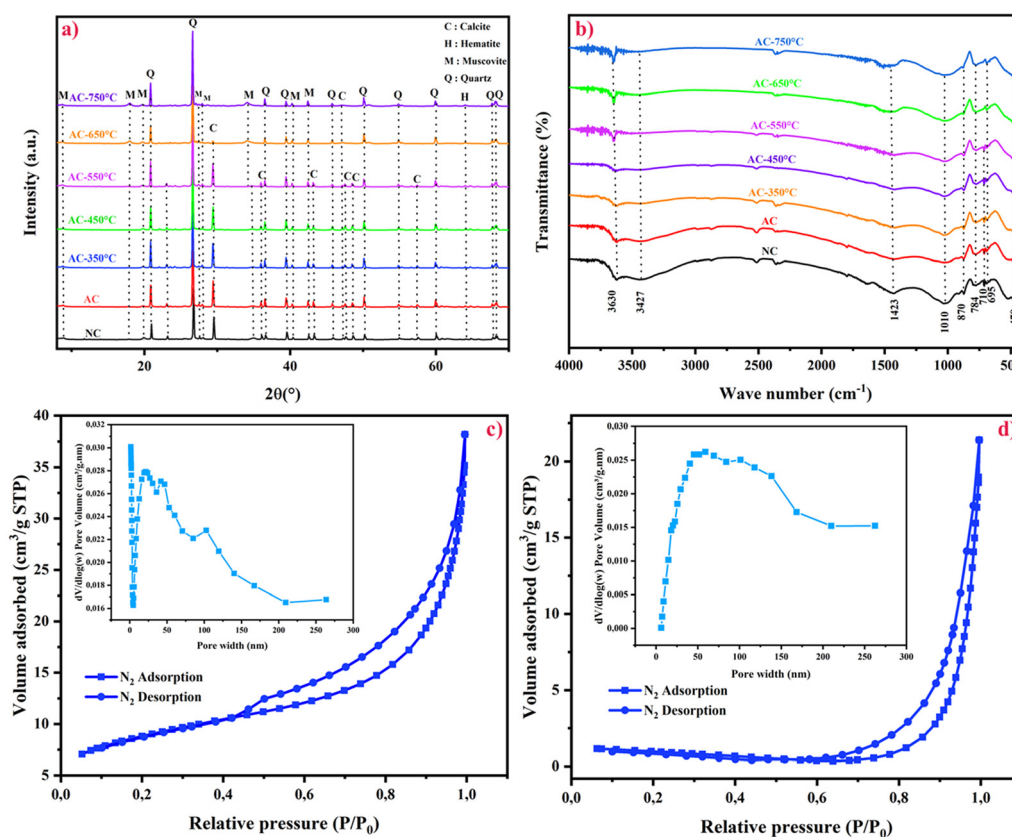 a)
C : Calcite
H : Hematite
M : Muscovite
Q : Quartz
Q
M M M Q M M M Q Q M M Q C Q Q Q H Q Q
AC-750°C
C
AC-650°C
C C C C C
AC-550°C
AC-450°C
AC-350°C
AC
NC
Intensity (a.u.)
20 40 60
2θ(°)
b)
AC-750°C
AC-650°C
AC-550°C
AC-450°C
AC-350°C
AC
NC
3630
3427
1423
1010
870
784
710
695
Transmittance (%)
4000 3500 3000 2500 2000 1500 1000 500
Wave number (cm⁻¹)
c)
40
35
30
25
20
15
10
5
Volume adsorbed (cm³/g STP)
0,030
0,028
0,026
0,024
0,022
0,020
0,018
0,016
dV/dlog(w) Pore Volume (cm³/g.nm)
0 50 100 150 200 250 300
Pore width (nm)
N₂ Adsorption
N₂ Desorption
0,0 0,2 0,4 0,6 0,8 1,0
Relative pressure (P/P₀)
d)
20
15
10
5
0
Volume adsorbed (cm³/g STP)
0,030
0,025
0,020
0,015
0,010
0,005
0,000
dV/dlog(w) Pore Volume (cm³/g.nm)
0 50 100 150 200 250 300
Pore width (nm)
N₂ Adsorption
N₂ Desorption
0,0 0,2 0,4 0,6 0,8 1,0
Relative pressure (P/P₀)